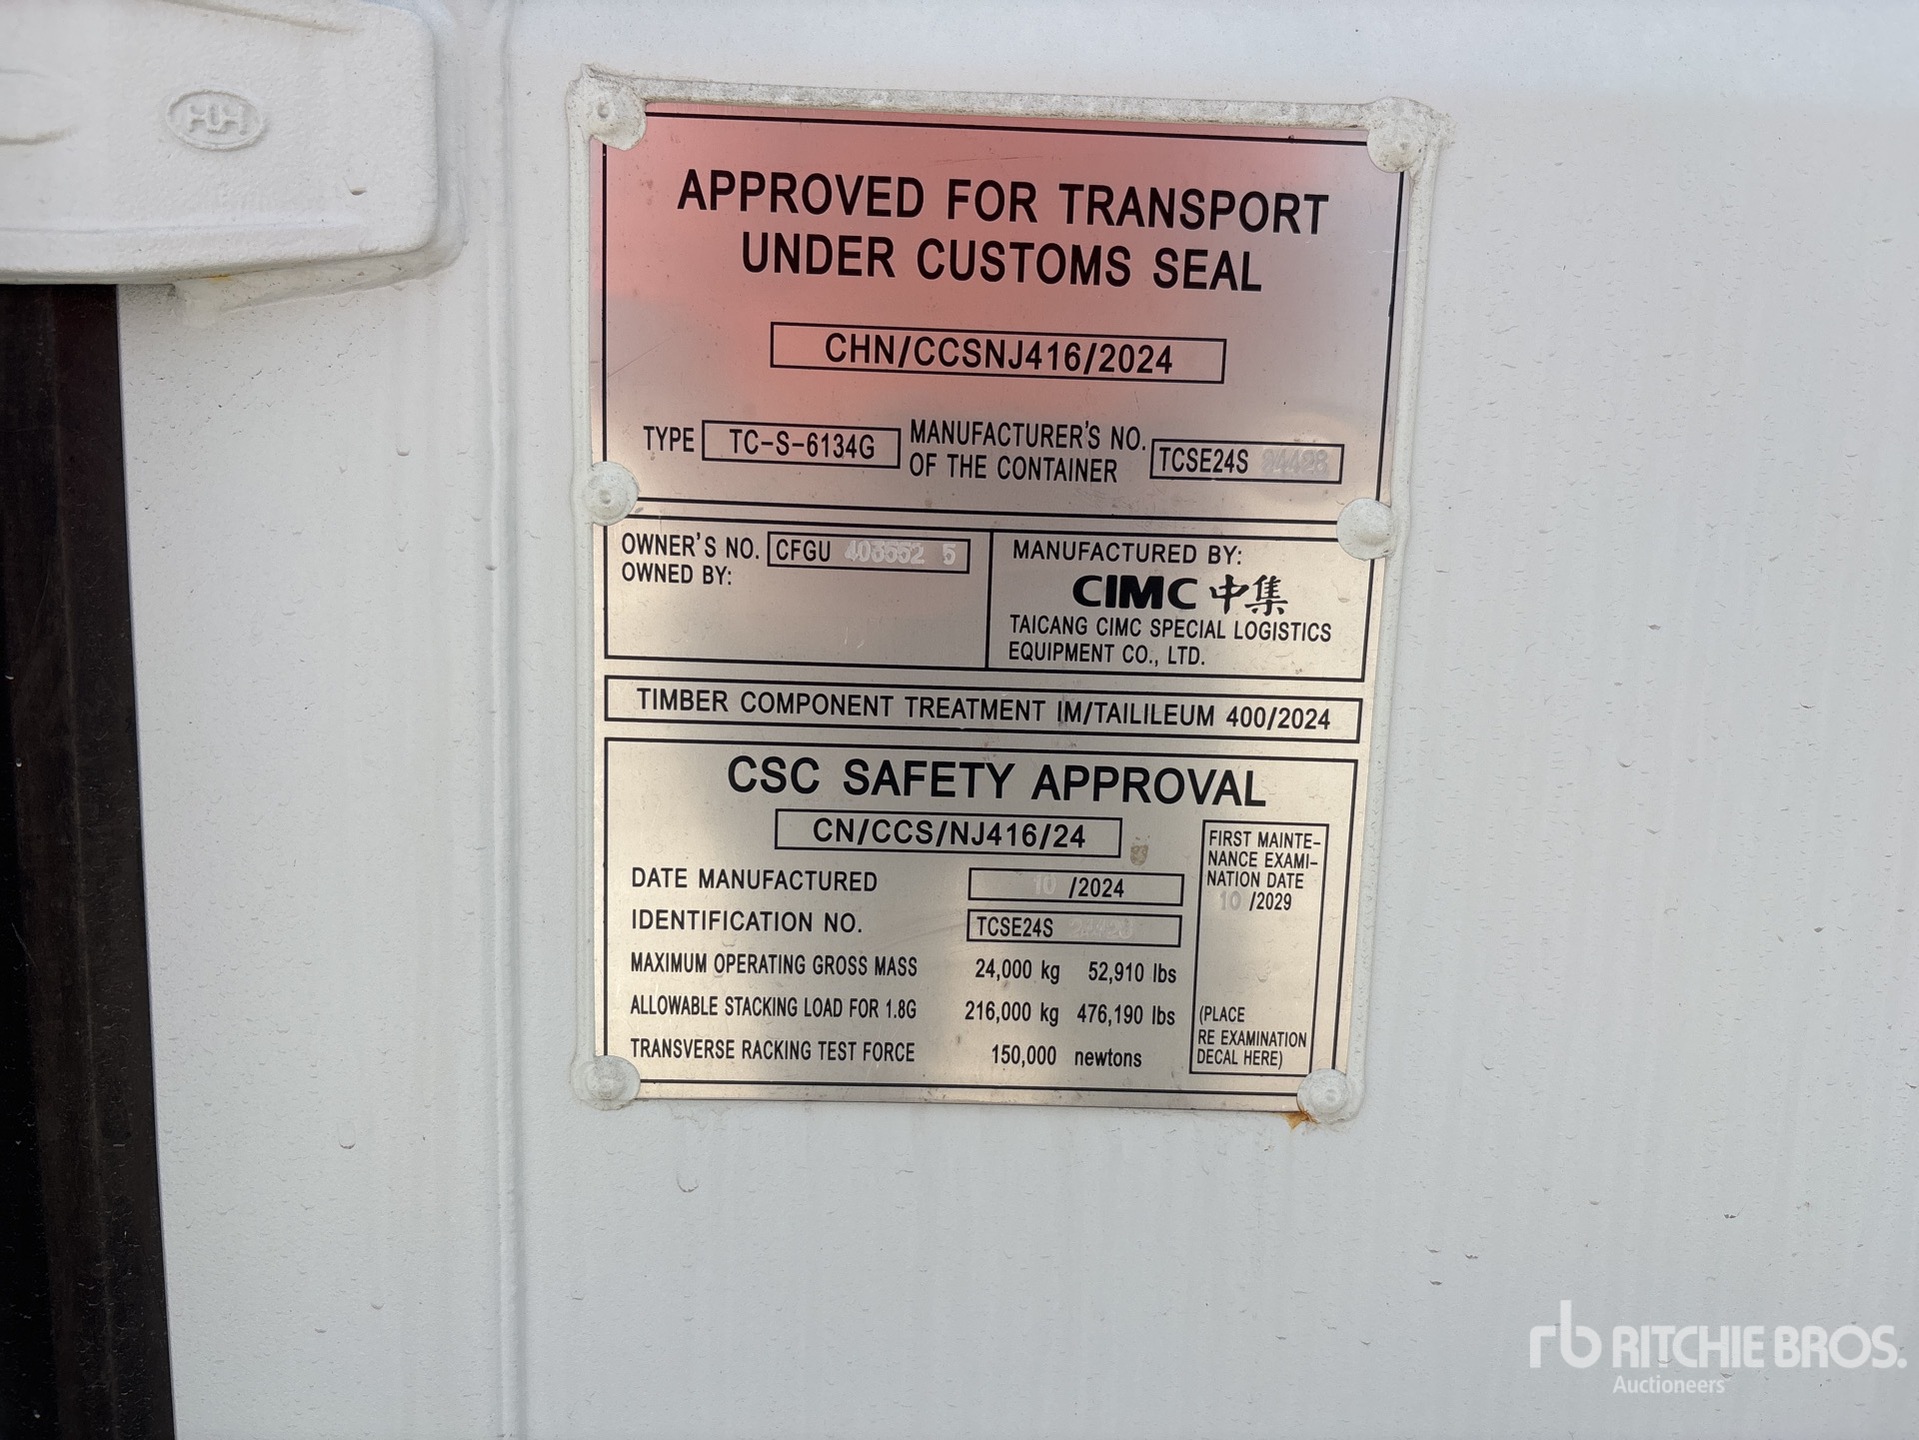 HH
APPROVED FOR TRANSPORT
UNDER CUSTOMS SEAL
CHN/CCSNJ416/2024
TYPE TC-S-6134G MANUFACTURER'S NO.
OF THE CONTAINER TCSE24S
OWNER'S NO. CFGU
OWNED BY:
MANUFACTURED BY:
CIMC 中集
TAICANG CIMC SPECIAL LOGISTICS
EQUIPMENT CO., LTD.
TIMBER COMPONENT TREATMENT IM/TAILILEUM 400/2024
CSC SAFETY APPROVAL
CN/CCS/NJ416/24
DATE MANUFACTURED 10 /2024
IDENTIFICATION NO. TCSE24S
MAXIMUM OPERATING GROSS MASS 24,000 kg 52,910 lbs
ALLOWABLE STACKING LOAD FOR 1.8G 216,000 kg 476,190 lbs
TRANSVERSE RACKING TEST FORCE 150,000 newtons
FIRST MAINTE-
NANCE EXAMI-
NATION DATE
10 /2029
(PLACE
RE EXAMINATION
DECAL HERE)
rb RITCHIE BROS.
Auctioneers